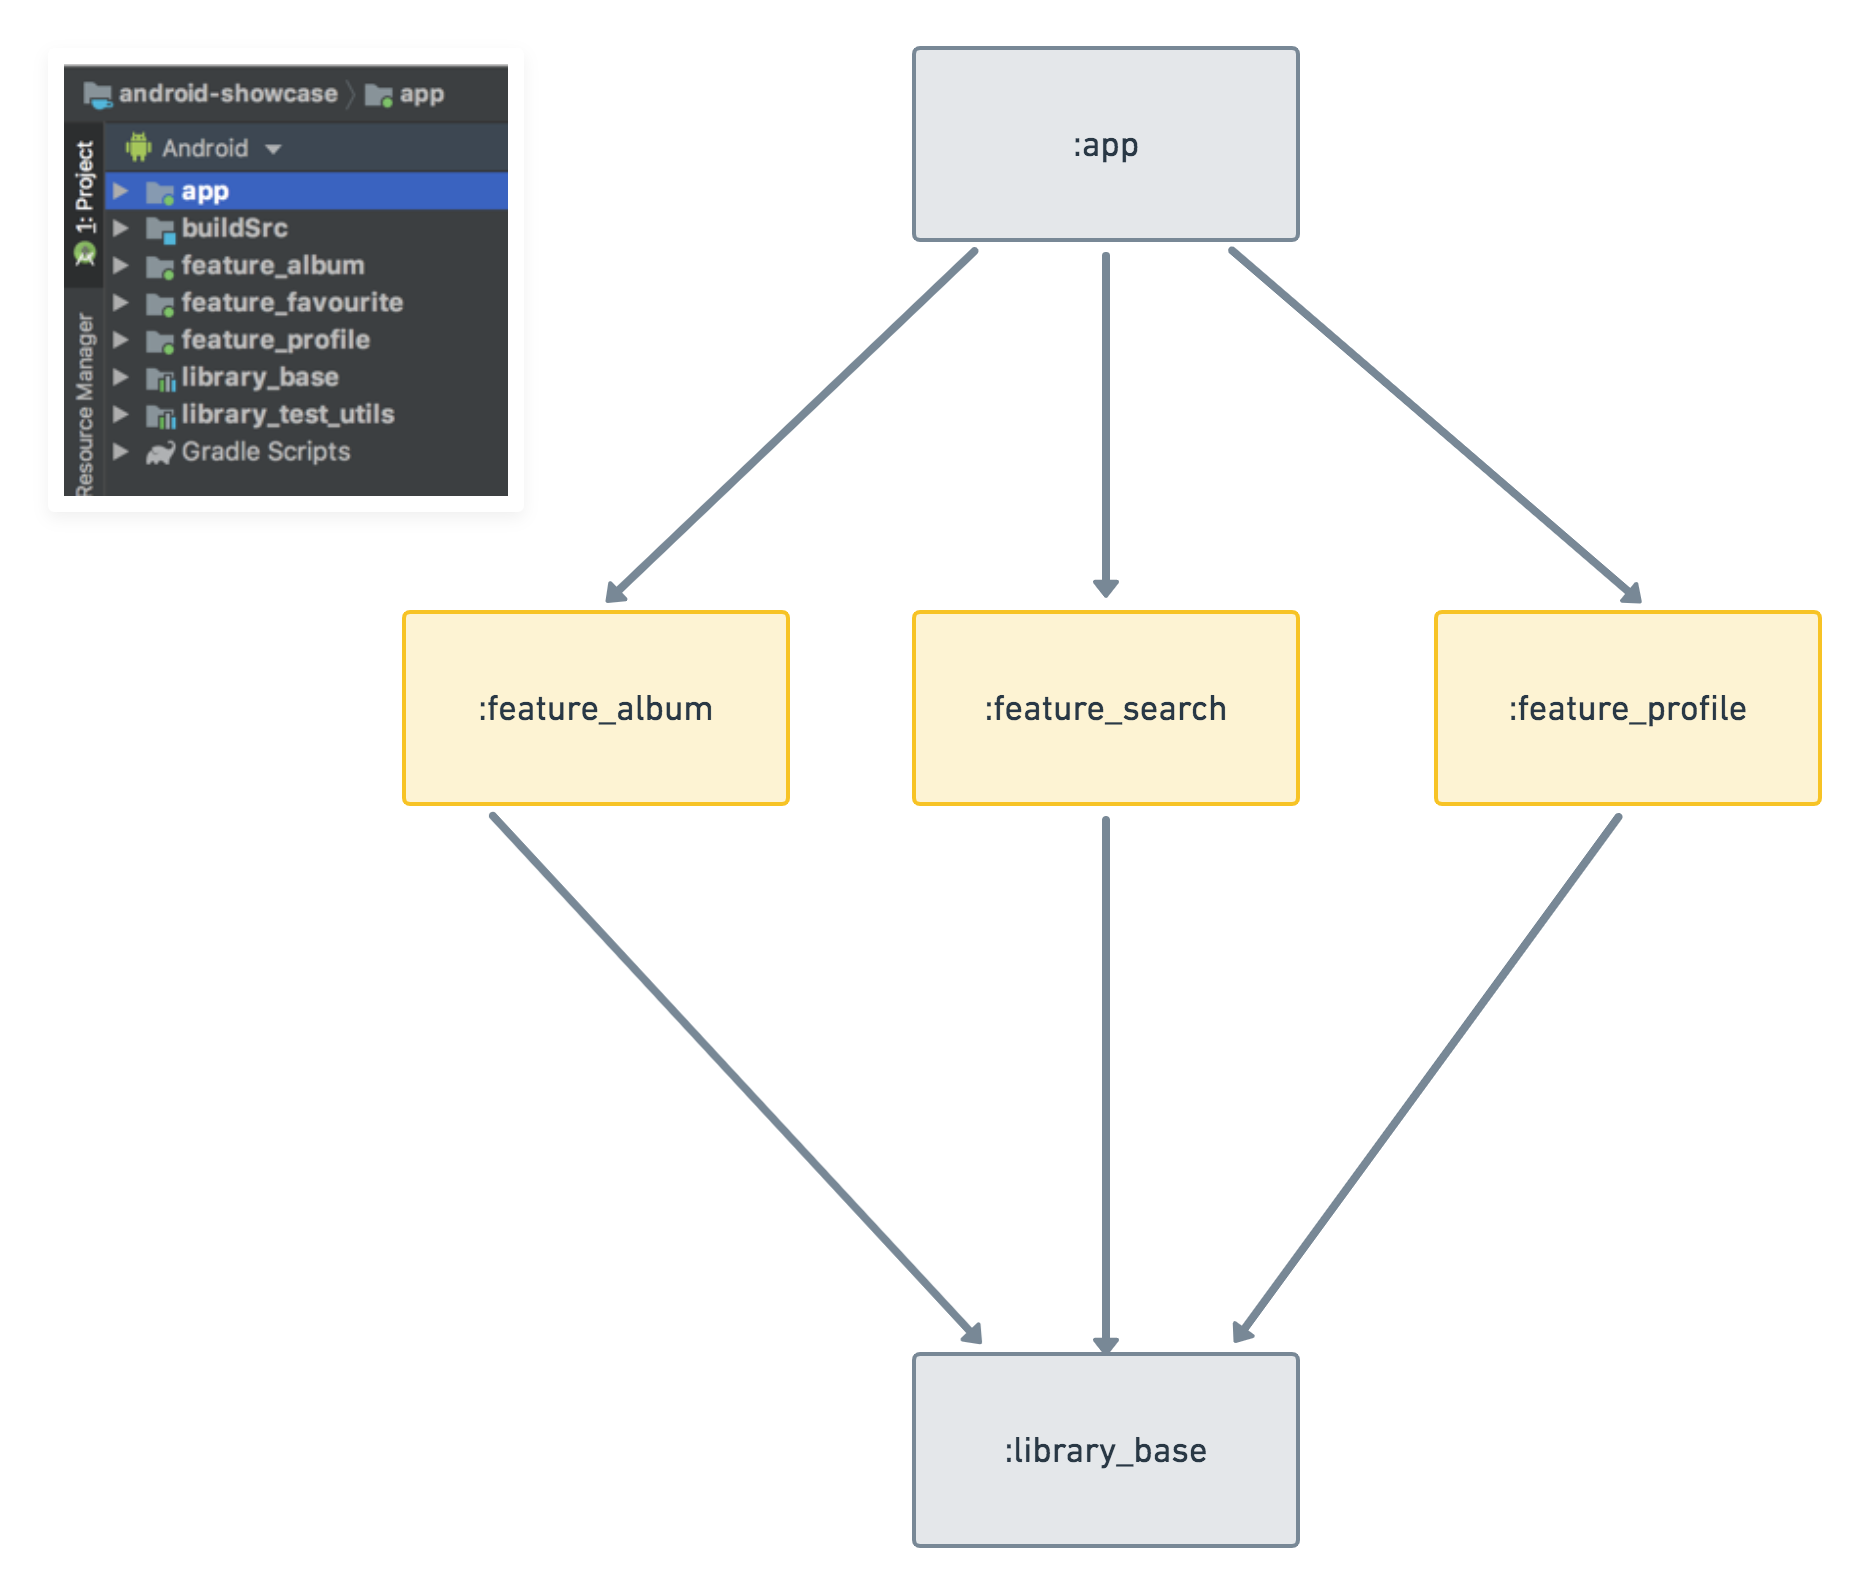 android-showcase
app
1: Project
Resource Manager
Android
app
buildSrc
feature_album
feature_favourite
feature_profile
library_base
library_test_utils
Gradle Scripts
:app
:feature_album
:feature_search
:feature_profile
:library_base